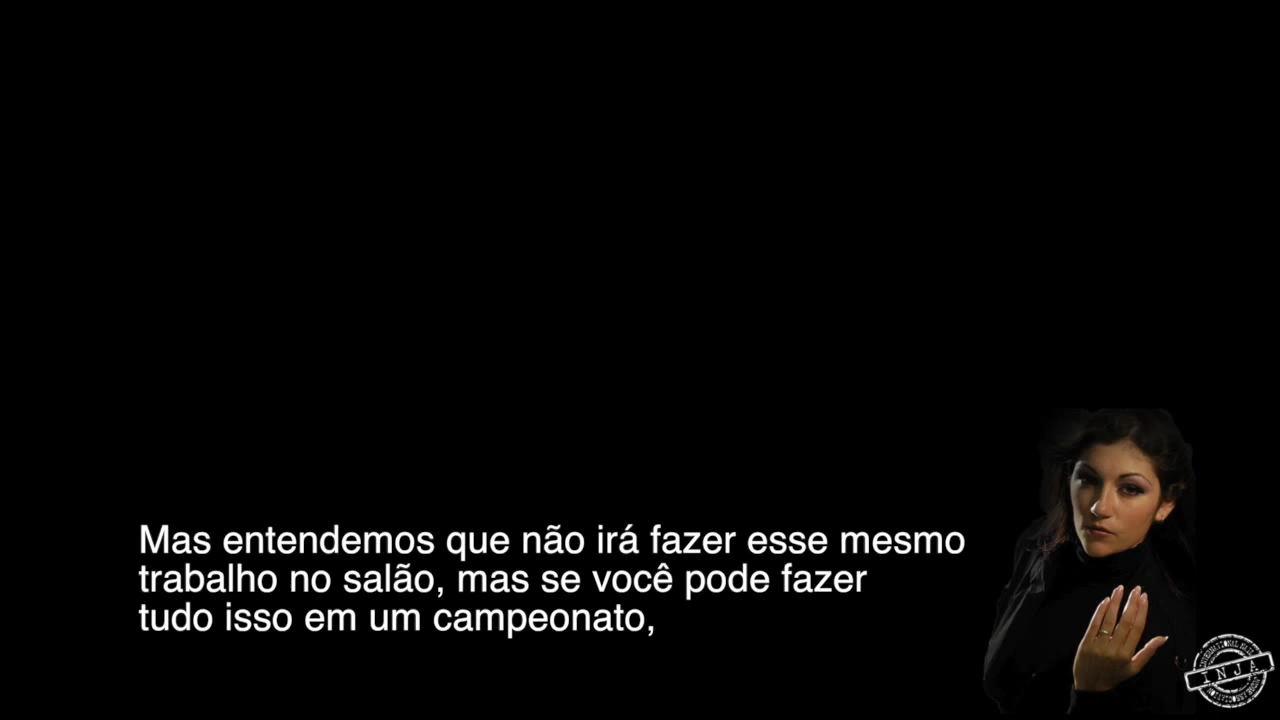 Mas entendemos que não irá fazer esse mesmo
trabalho no salão, mas se você pode fazer
tudo isso em um campeonato,
INJA